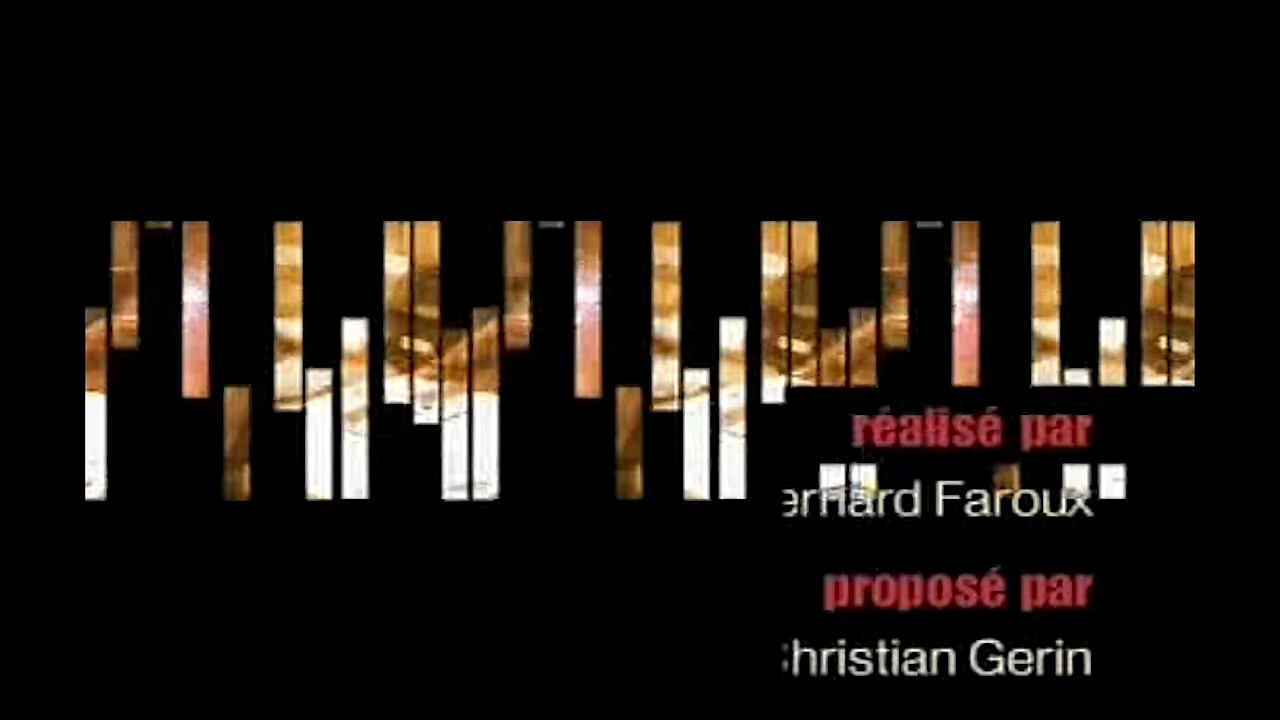 réalisé par
ernard Faroux
proposé par
hristian Gerin